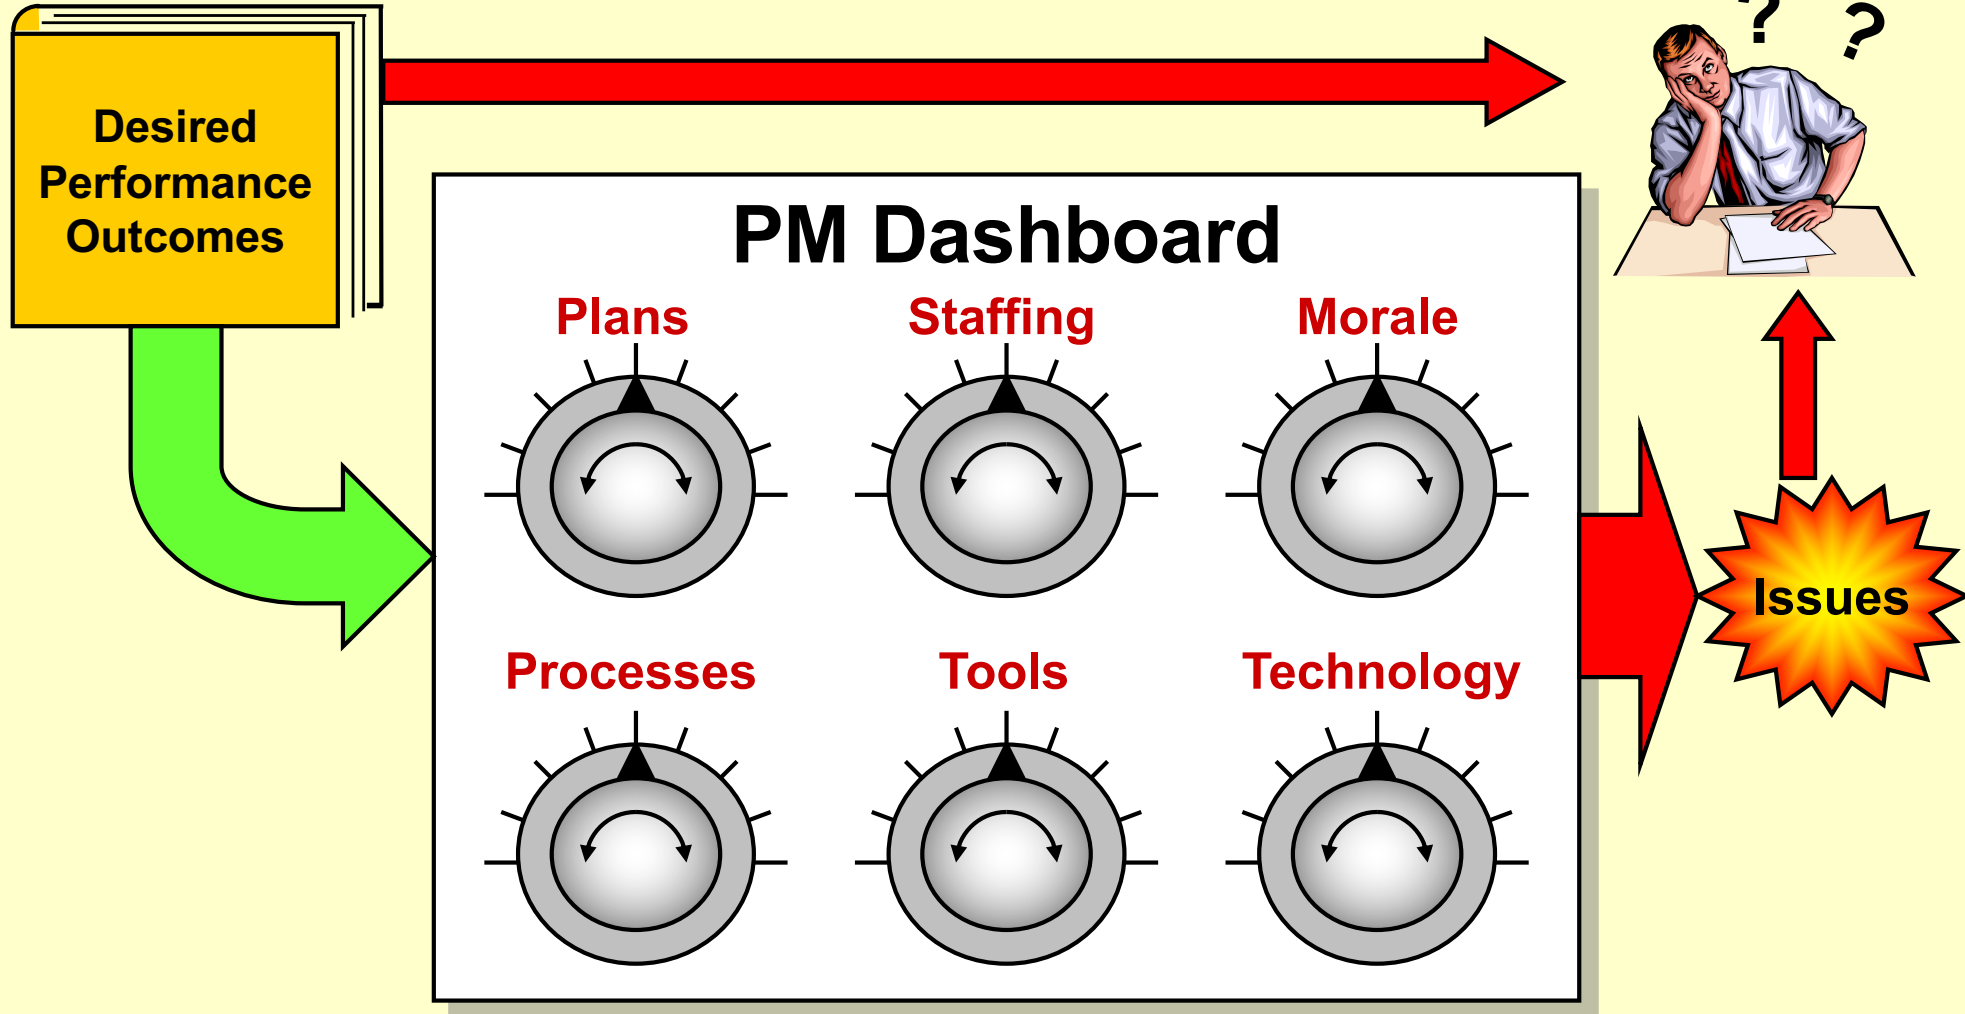 ? ?
Desired
Performance
Outcomes
PM Dashboard
Plans Staffing Morale
Processes Tools Technology
Issues